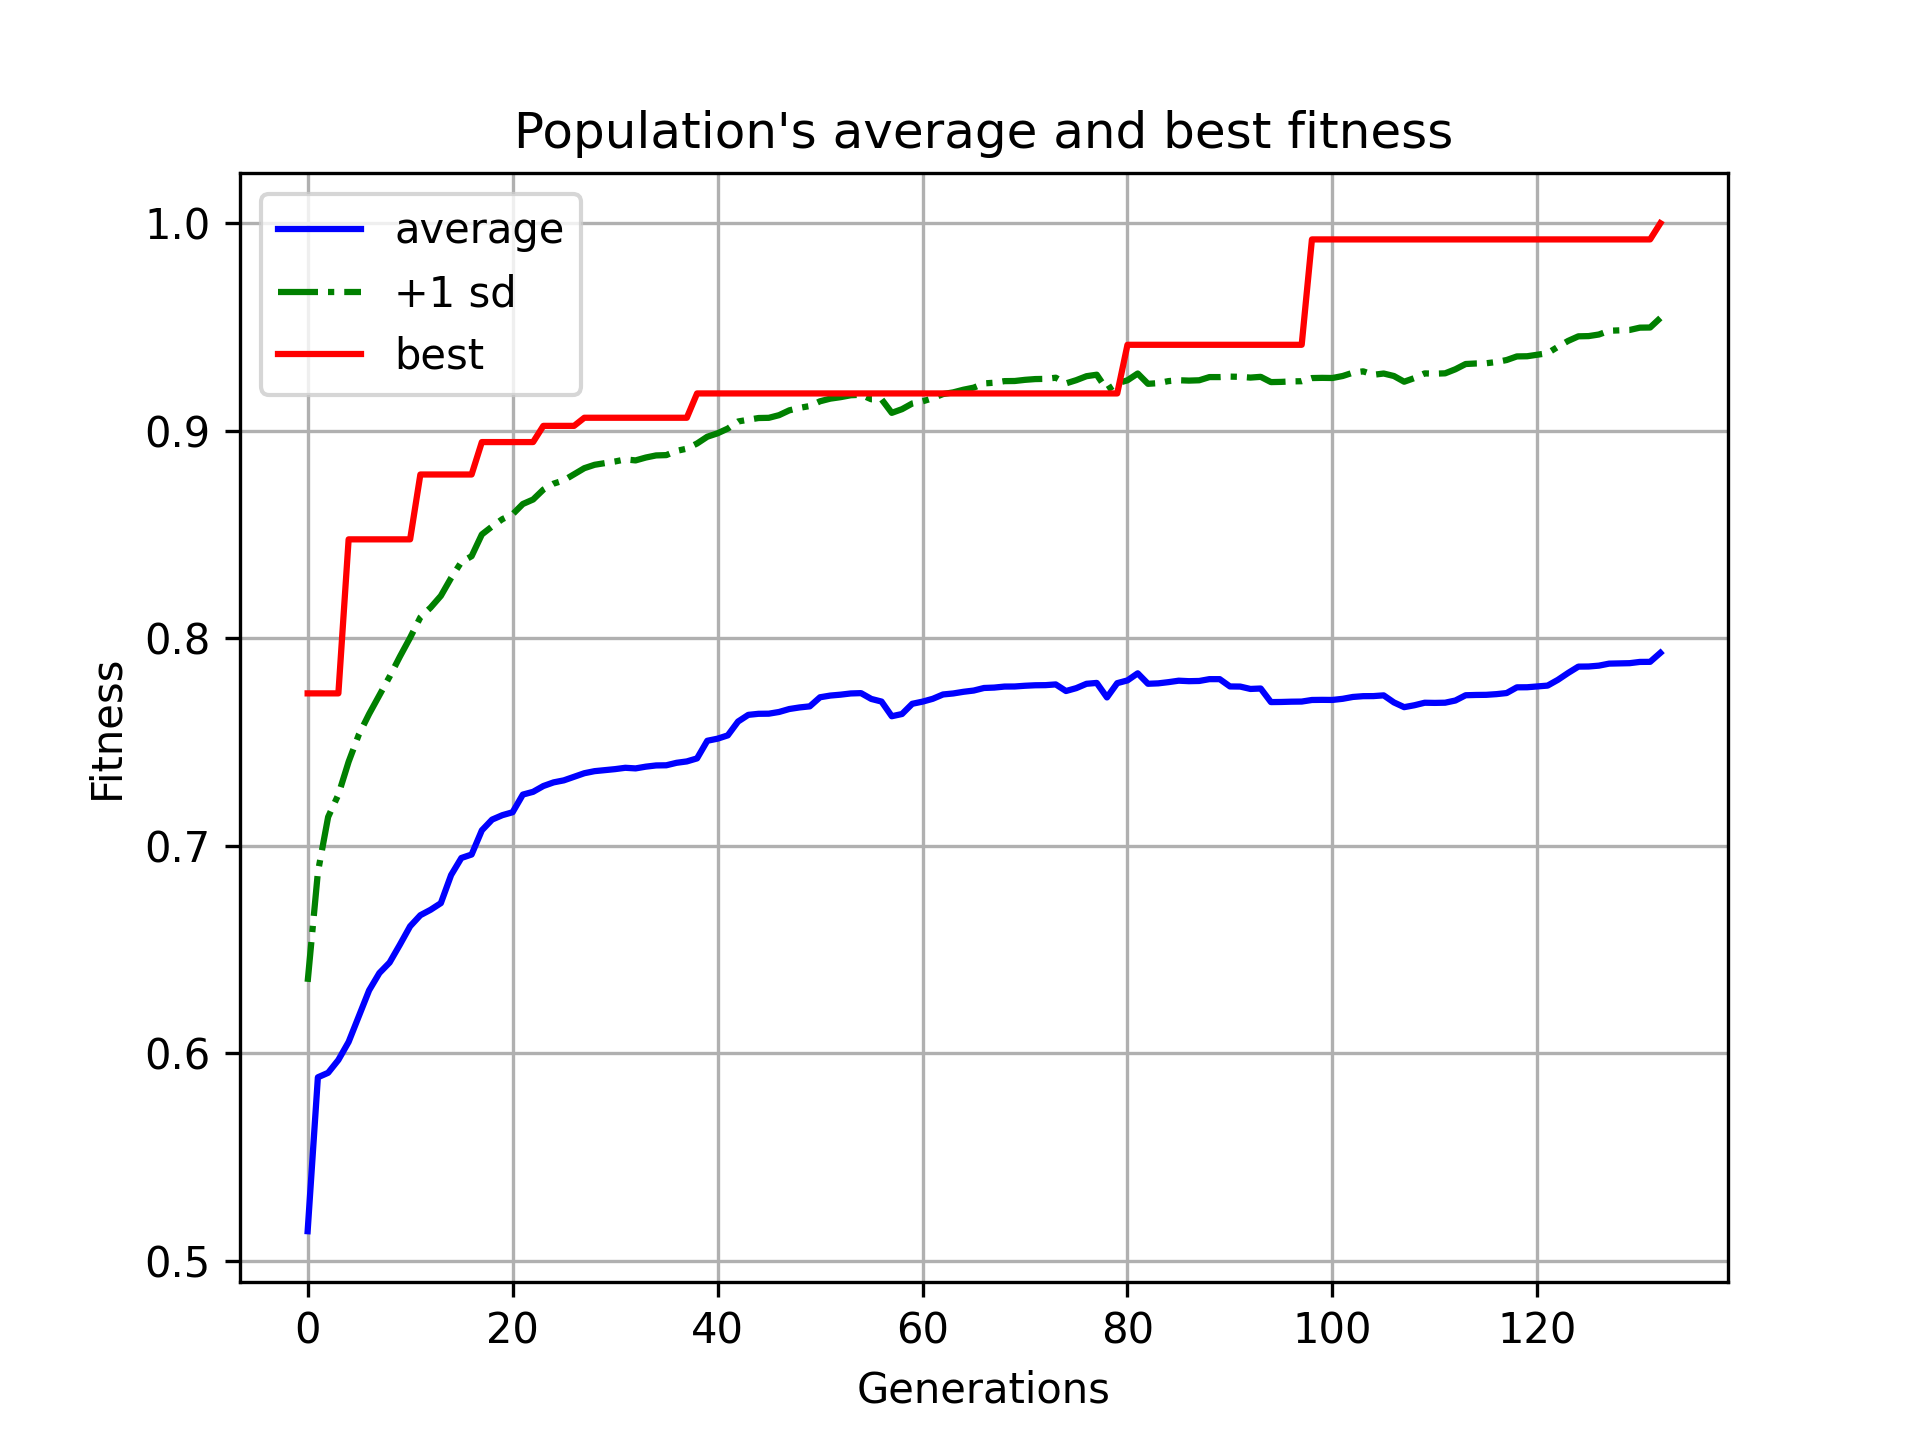 Population's average and best fitness
average
+1 sd
best
1.0
0.9
0.8
0.7
0.6
0.5
Fitness
0 20 40 60 80 100 120
Generations